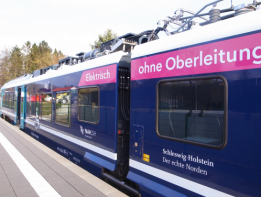 Elektrisch
ohne Oberleitung
Schleswig-Holstein
Der echte Norden